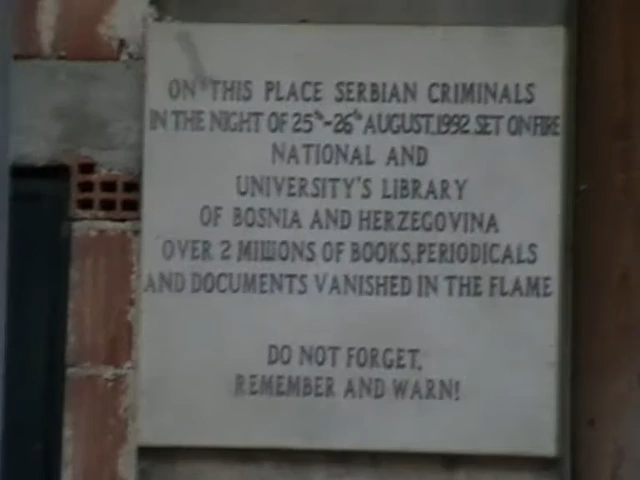 ON THIS PLACE SERBIAN CRIMINALS
IN THE NIGHT OF 25th-26th AUGUST,1992. SET ON FIRE
NATIONAL AND
UNIVERSITY'S LIBRARY
OF BOSNIA AND HERZEGOVINA
OVER 2 MILLIONS OF BOOKS,PERIODICALS
AND DOCUMENTS VANISHED IN THE FLAME
DO NOT FORGET,
REMEMBER AND WARN!